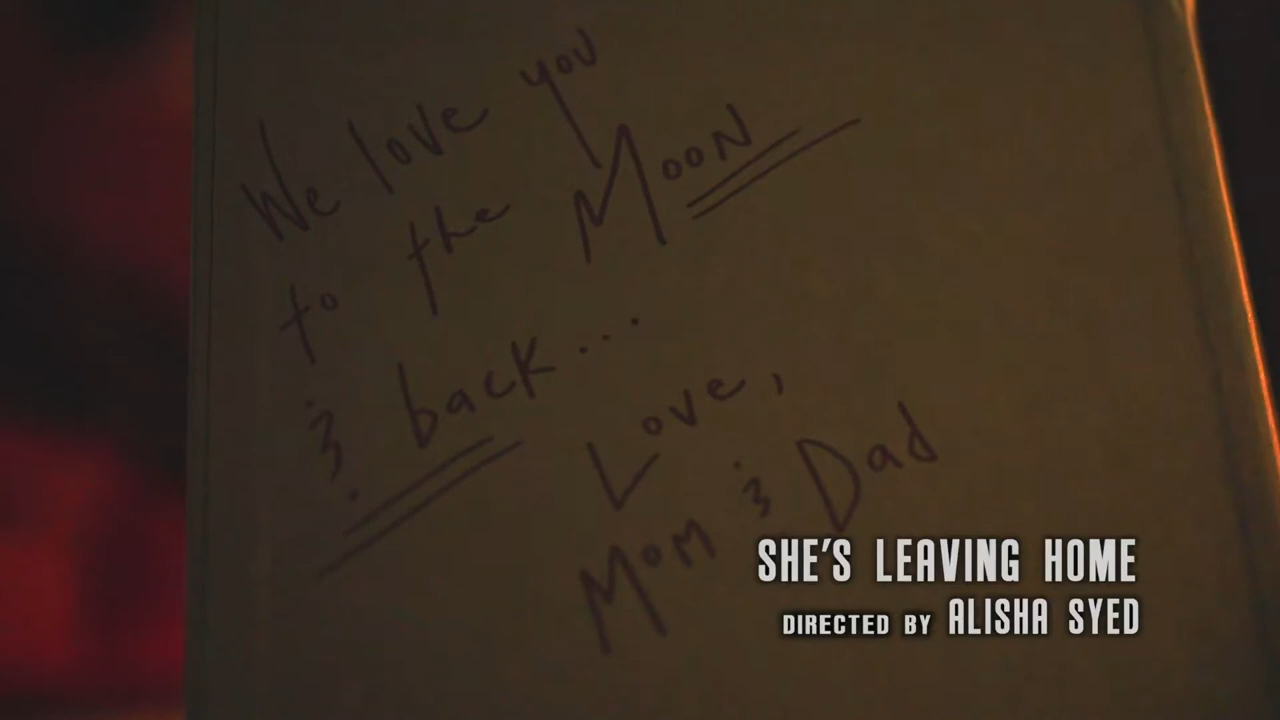 We love you
to the Moon
& back...
Love,
Mom & Dad
SHE'S LEAVING HOME
DIRECTED BY ALISHA SYED